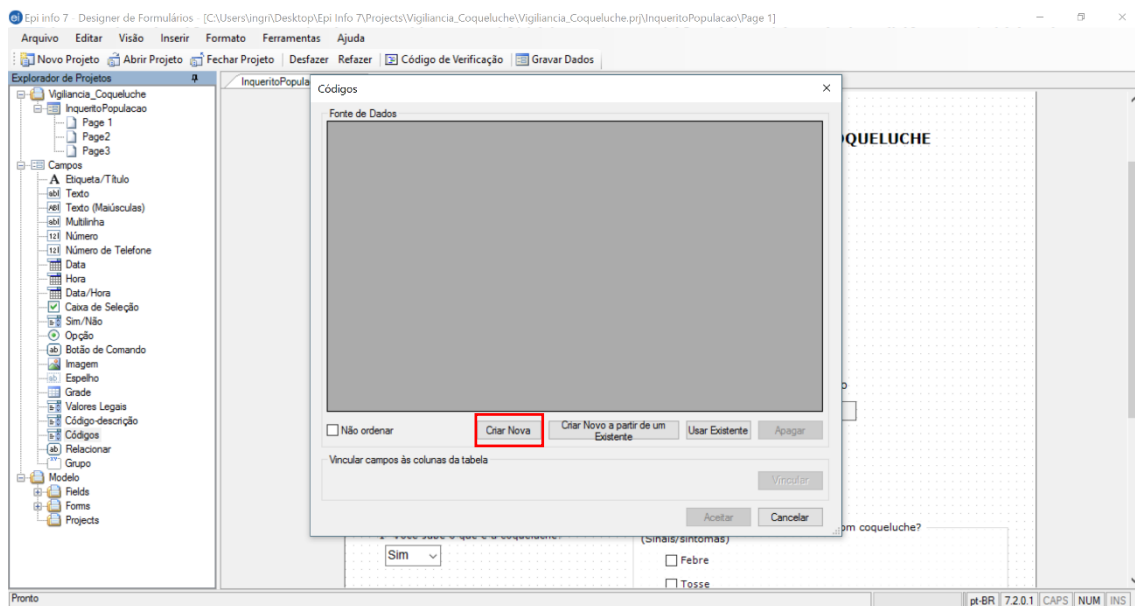 Epi info 7 - Designer de Formulários - [C:\Users\ingri\Desktop\Epi Info 7\Projects\Vigiliancia_Coqueluche\Vigiliancia_Coqueluche.prj\InqueritoPopulacao\Page 1]
Arquivo Editar Visão Inserir Formato Ferramentas Ajuda
Novo Projeto Abrir Projeto Fechar Projeto Desfazer Refazer Código de Verificação Gravar Dados
Explorador de Projetos
Vigiliancia_Coqueluche
InqueritoPopulacao
Page 1
Page2
Page3
Campos
Etiqueta/Título
Texto
Texto (Maiúsculas)
Multilinha
Número
Número de Telefone
Data
Hora
Data/Hora
Caixa de Seleção
Sim/Não
Opção
Botão de Comando
Imagem
Espelho
Grade
Valores Legais
Código-descrição
Códigos
Relacionar
Grupo
Modelo
Fields
Forms
Projects
InqueritoPopula
Códigos
Fonte de Dados
Não ordenar
Criar Nova
Criar Novo a partir de um
Existente
Usar Existente
Apagar
Vincular campos às colunas da tabela
Vincular
Aceitar
Cancelar
OQUELUCHE
om coqueluche?
(Sinais/sintomas)
Sim
Febre
Tosse
Pronto
pt-BR 7.2.0.1 CAPS NUM INS